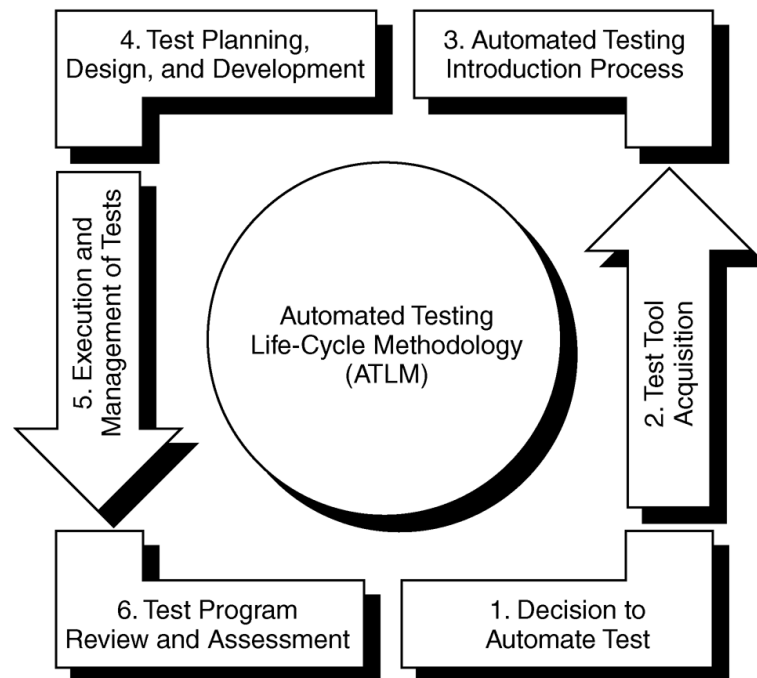 4. Test Planning,
Design, and Development
3. Automated Testing
Introduction Process
5. Execution and
Management of Tests
Automated Testing
Life-Cycle Methodology
(ATLM)
2. Test Tool
Acquisition
6. Test Program
Review and Assessment
1. Decision to
Automate Test